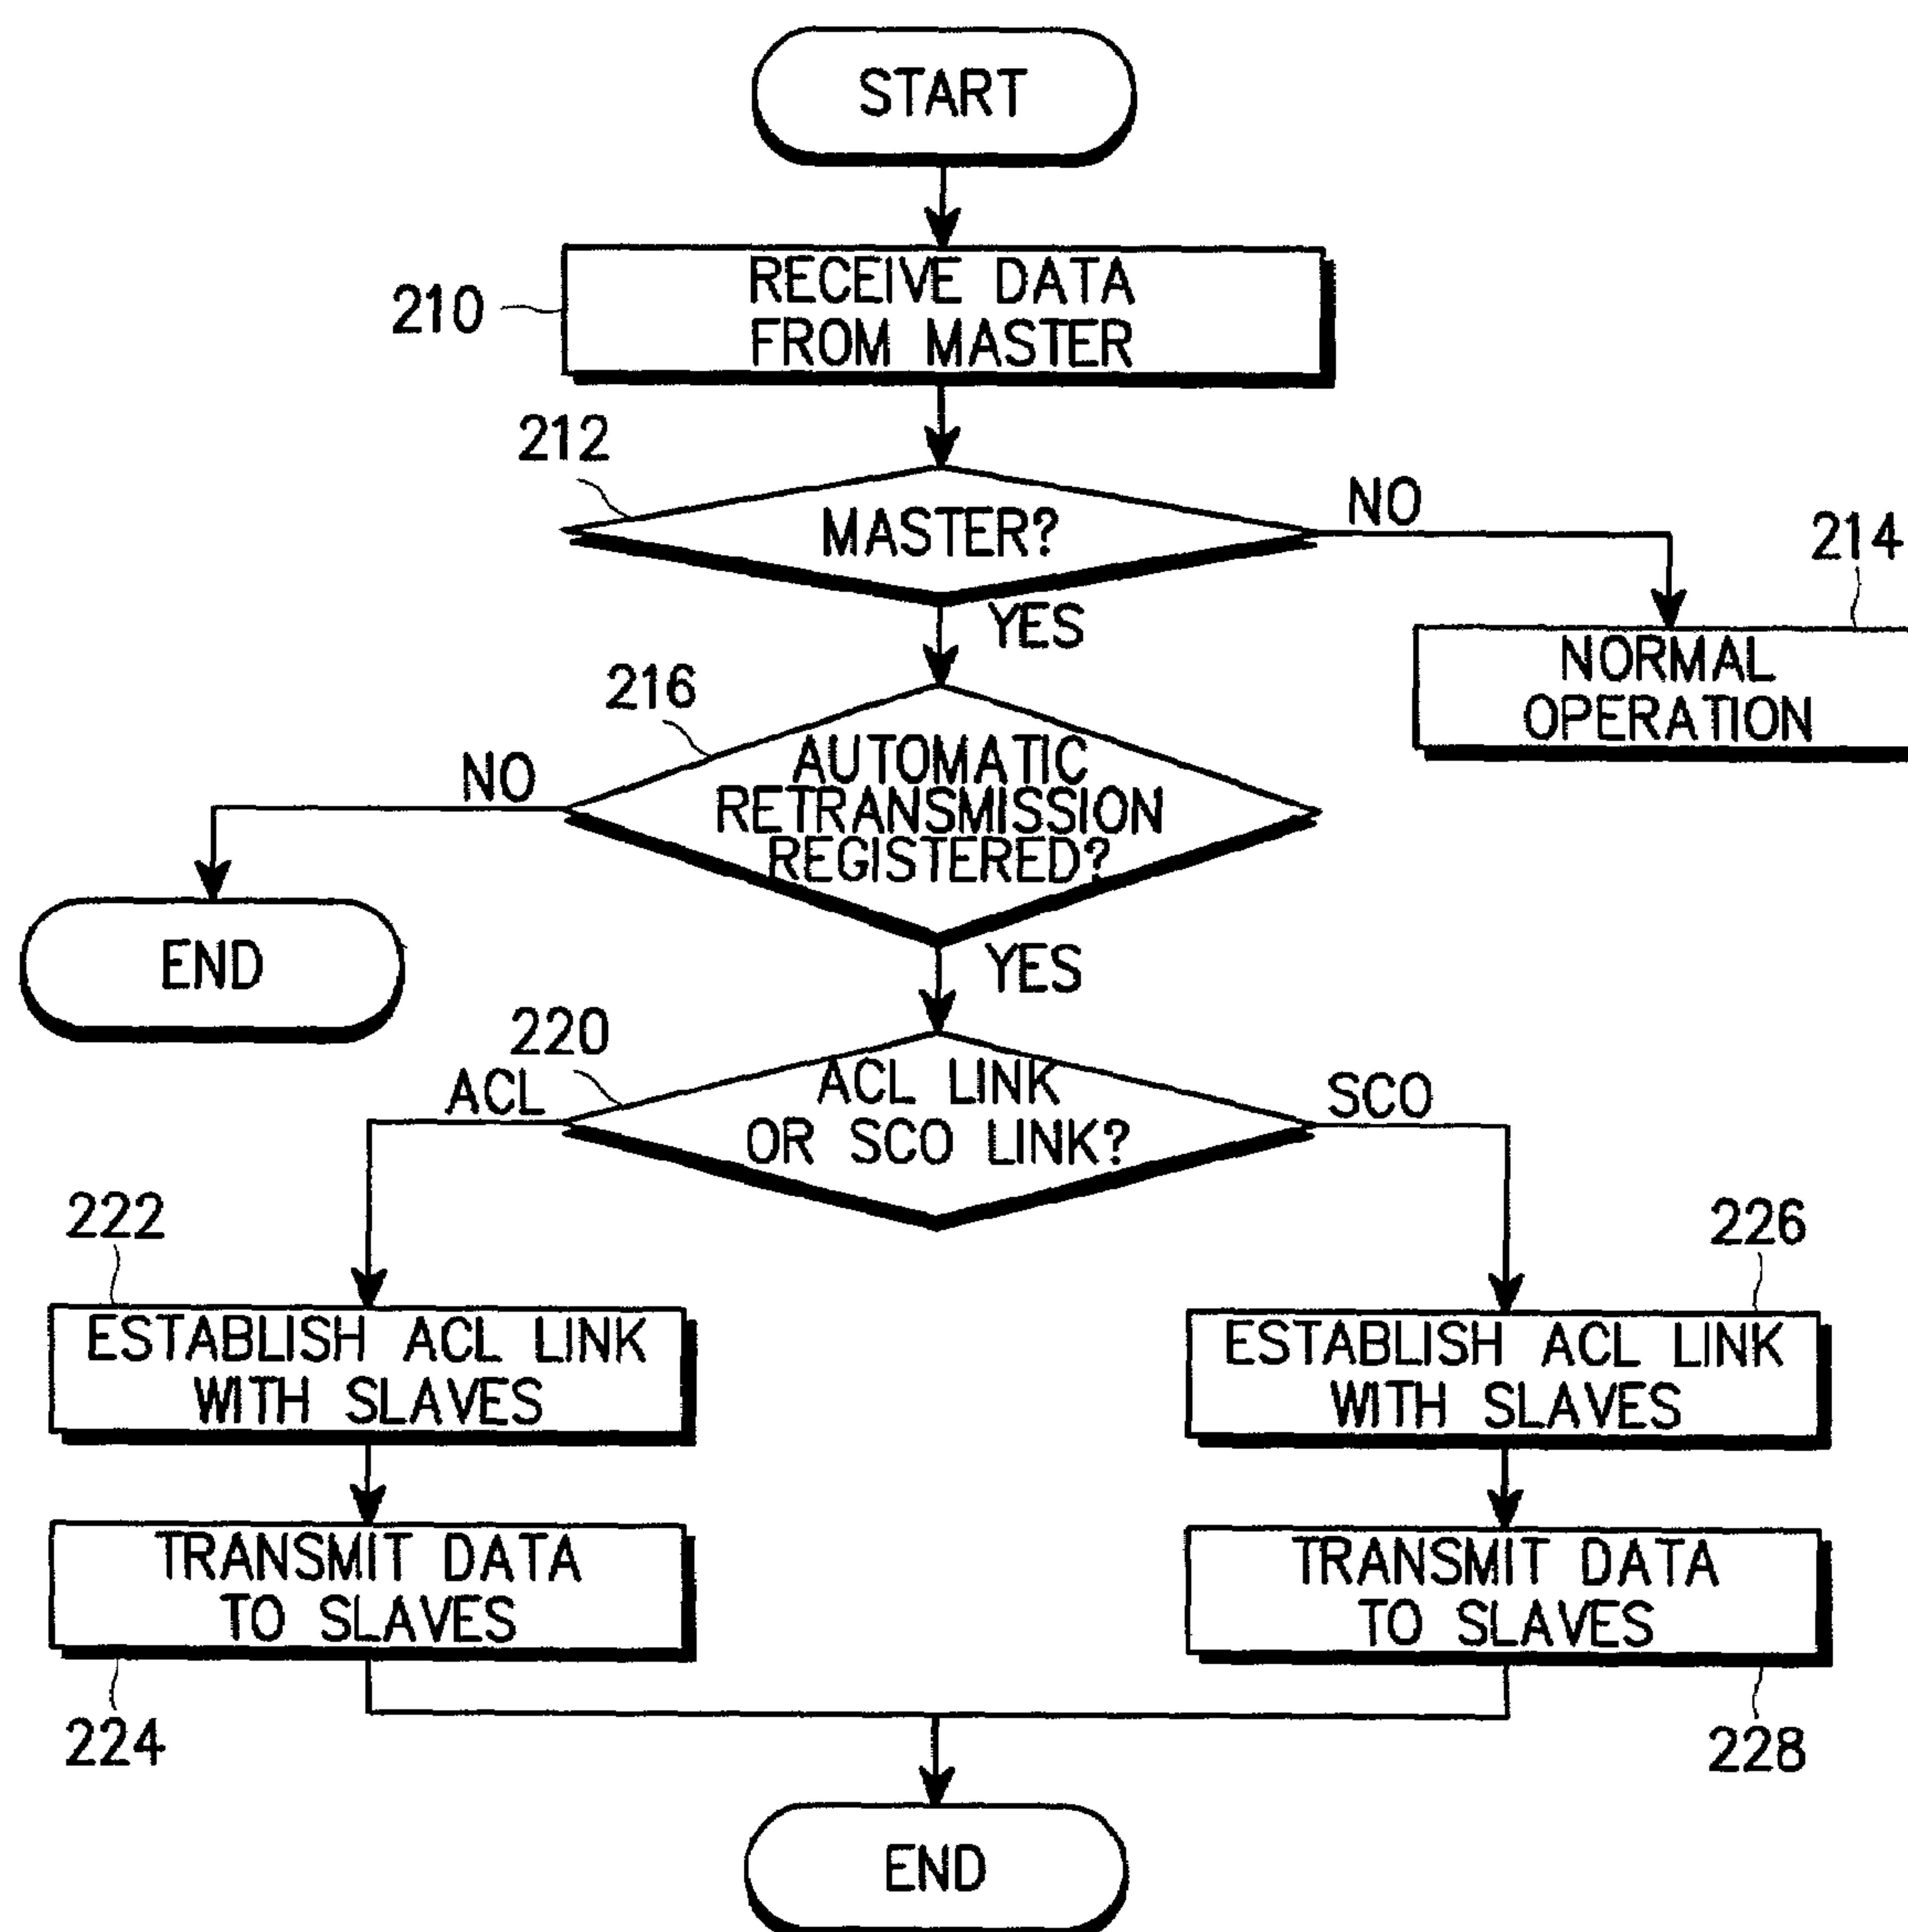 START
210
RECEIVE DATA
FROM MASTER
212
MASTER?
NO
214
YES
NORMAL
OPERATION
216
NO
AUTOMATIC
RETRANSMISSION
REGISTERED?
END
YES
220
ACL
ACL LINK
OR SCO LINK?
SCO
222
226
ESTABLISH ACL LINK
WITH SLAVES
ESTABLISH ACL LINK
WITH SLAVES
TRANSMIT DATA
TO SLAVES
TRANSMIT DATA
TO SLAVES
224
228
END